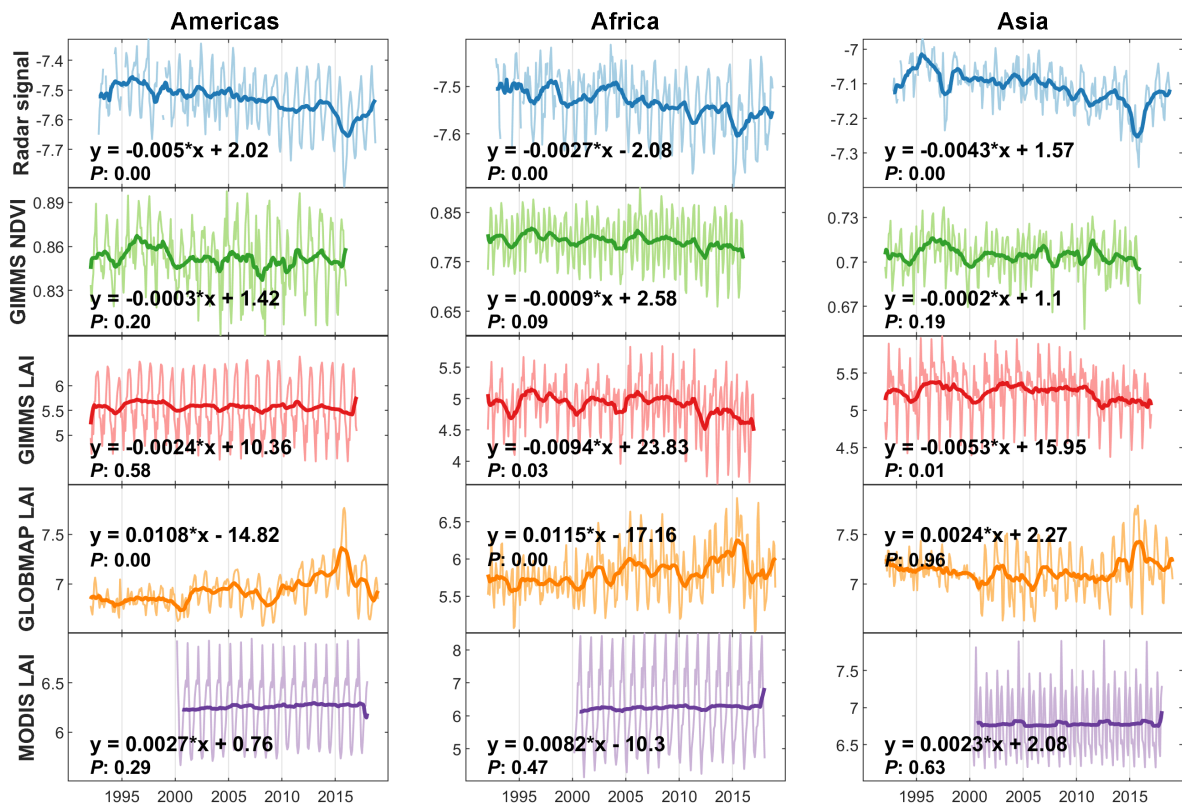 Americas Africa Asia
Radar signal
-7.4
-7.5
-7.6
-7.7
y = -0.005*x + 2.02
P: 0.00
-7.5
-7.6
y = -0.0027*x - 2.08
P: 0.00
-7
-7.1
-7.2
-7.3
y = -0.0043*x + 1.57
P: 0.00
GIMMS NDVI
0.89
0.86
0.83
y = -0.0003*x + 1.42
P: 0.20
0.85
0.75
0.65
y = -0.0009*x + 2.58
P: 0.09
0.73
0.7
0.67
y = -0.0002*x + 1.1
P: 0.19
GIMMS LAI
6
5.5
5
y = -0.0024*x + 10.36
P: 0.58
5.5
5
4.5
4
y = -0.0094*x + 23.83
P: 0.03
5.5
5
4.5
y = -0.0053*x + 15.95
P: 0.01
GLOBMAP LAI
7.5
7
y = 0.0108*x - 14.82
P: 0.00
6.5
6
5.5
y = 0.0115*x - 17.16
P: 0.00
7.5
7
y = 0.0024*x + 2.27
P: 0.96
MODIS LAI
6.5
6
y = 0.0027*x + 0.76
P: 0.29
8
7
6
5
y = 0.0082*x - 10.3
P: 0.47
7.5
7
6.5
y = 0.0023*x + 2.08
P: 0.63
1995 2000 2005 2010 2015
1995 2000 2005 2010 2015
1995 2000 2005 2010 2015